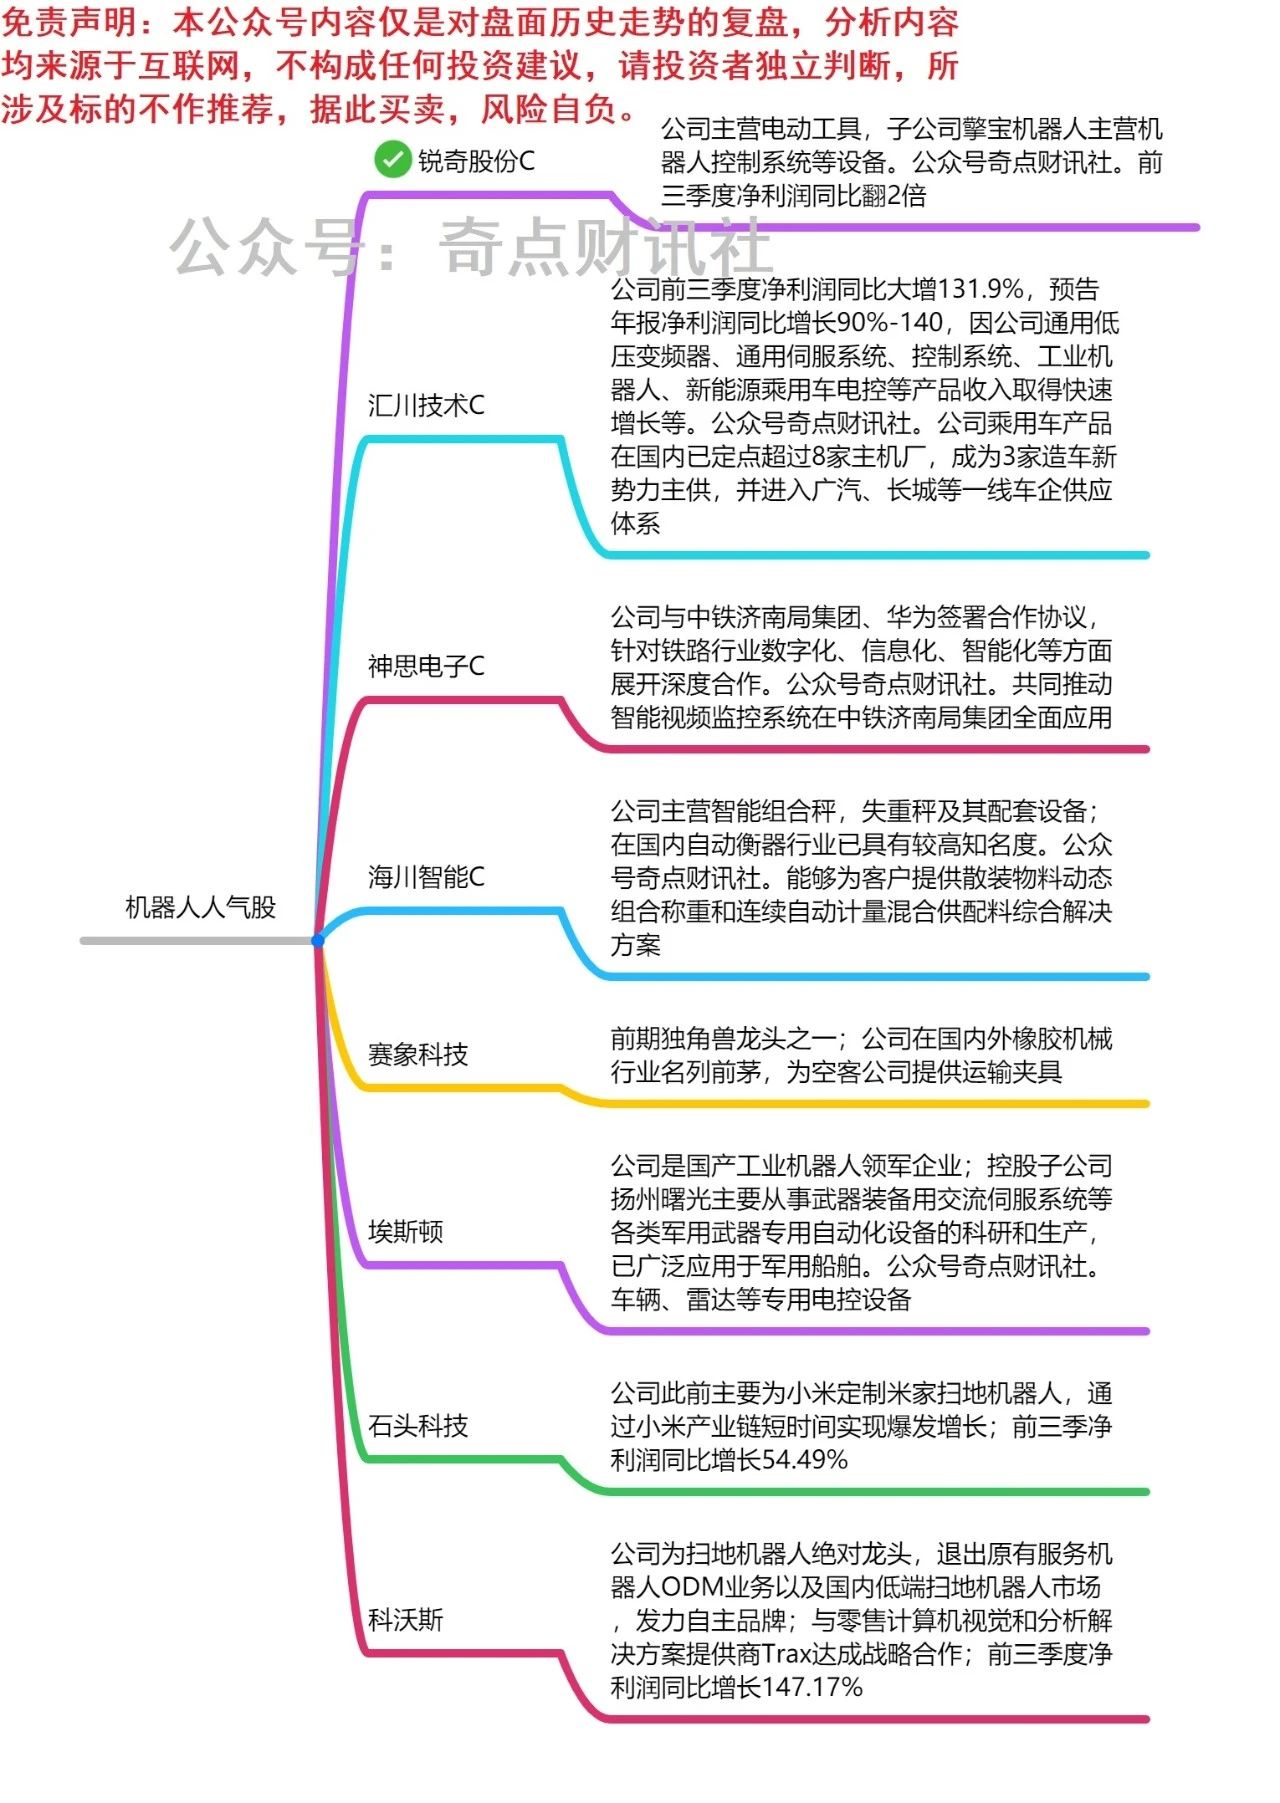 免责声明：本公众号内容仅是对盘面历史走势的复盘，分析内容
均来源于互联网，不构成任何投资建议，请投资者独立判断，所
涉及标的不作推荐，据此买卖，风险自负。
锐奇股份C
公司主营电动工具，子公司擎宝机器人主营机
器人控制系统等设备。公众号奇点财讯社。前
三季度净利润同比翻2倍
公众号：奇点财讯社
汇川技术C
公司前三季度净利润同比大增131.9%，预告
年报净利润同比增长90%-140，因公司通用低
压变频器、通用伺服系统、控制系统、工业机
器人、新能源乘用车电控等产品收入取得快速
增长等。公众号奇点财讯社。公司乘用车产品
在国内已定点超过8家主机厂，成为3家造车新
势力主供，并进入广汽、长城等一线车企供应
体系
神思电子C
公司与中铁济南局集团、华为签署合作协议，
针对铁路行业数字化、信息化、智能化等方面
展开深度合作。公众号奇点财讯社。共同推动
智能视频监控系统在中铁济南局集团全面应用
海川智能C
公司主营智能组合秤，失重秤及其配套设备；
在国内自动衡器行业已具有较高知名度。公众
号奇点财讯社。能够为客户提供散装物料动态
组合称重和连续自动计量混合供配料综合解决
方案
机器人人气股
赛象科技
前期独角兽龙头之一；公司在国内外橡胶机械
行业名列前茅，为空客公司提供运输夹具
埃斯顿
公司是国产工业机器人领军企业；控股子公司
扬州曙光主要从事武器装备用交流伺服系统等
各类军用武器专用自动化设备的科研和生产，
已广泛应用于军用船舶。公众号奇点财讯社。
车辆、雷达等专用电控设备
石头科技
公司此前主要为小米定制米家扫地机器人，通
过小米产业链短时间实现爆发增长；前三季净
利润同比增长54.49%
科沃斯
公司为扫地机器人绝对龙头，退出原有服务机
器人ODM业务以及国内低端扫地机器人市场
，发力自主品牌；与零售计算机视觉和分析解
决方案提供商Trax达成战略合作；前三季度净
利润同比增长147.17%